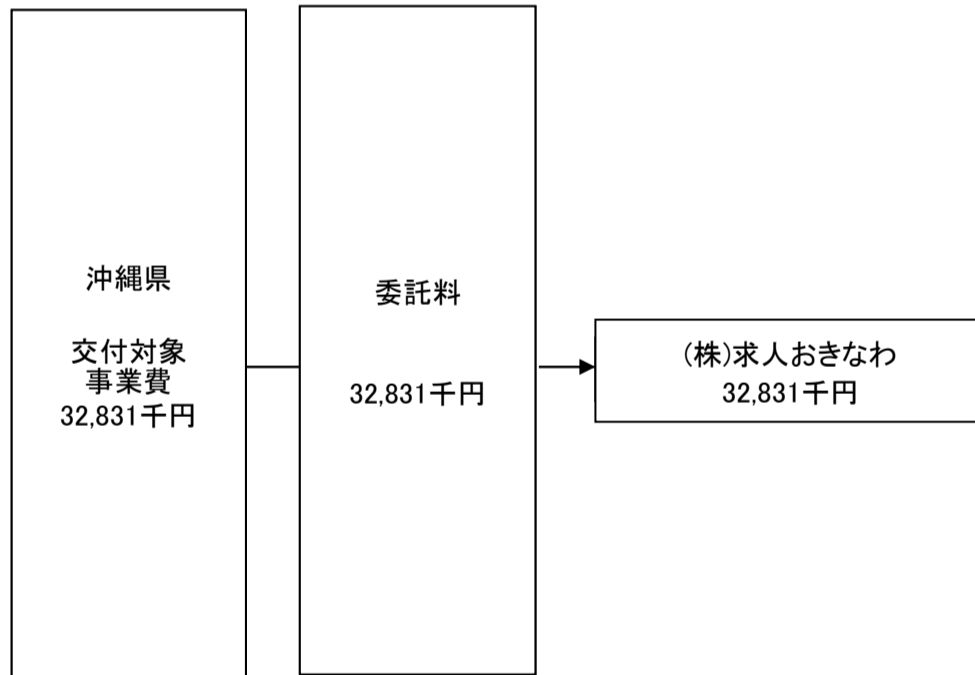 沖縄県
交付対象
事業費
32,831千円
委託料
32,831千円
(株)求人おきなわ
32,831千円